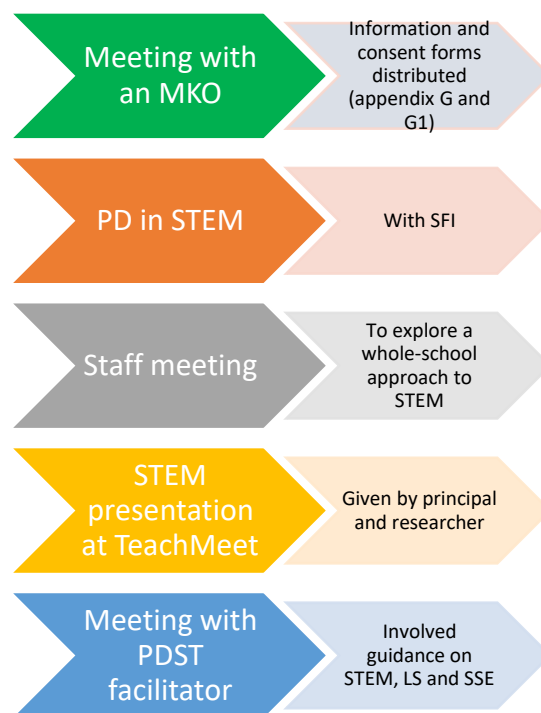 Meeting with
an MKO
Information and
consent forms
distributed
(appendix G and
G1)
PD in STEM
With SFI
Staff meeting
To explore a
whole-school
approach to
STEM
STEM
presentation
at TeachMeet
Given by principal
and researcher
Meeting with
PDST
facilitator
Involved
guidance on
STEM, LS and SSE